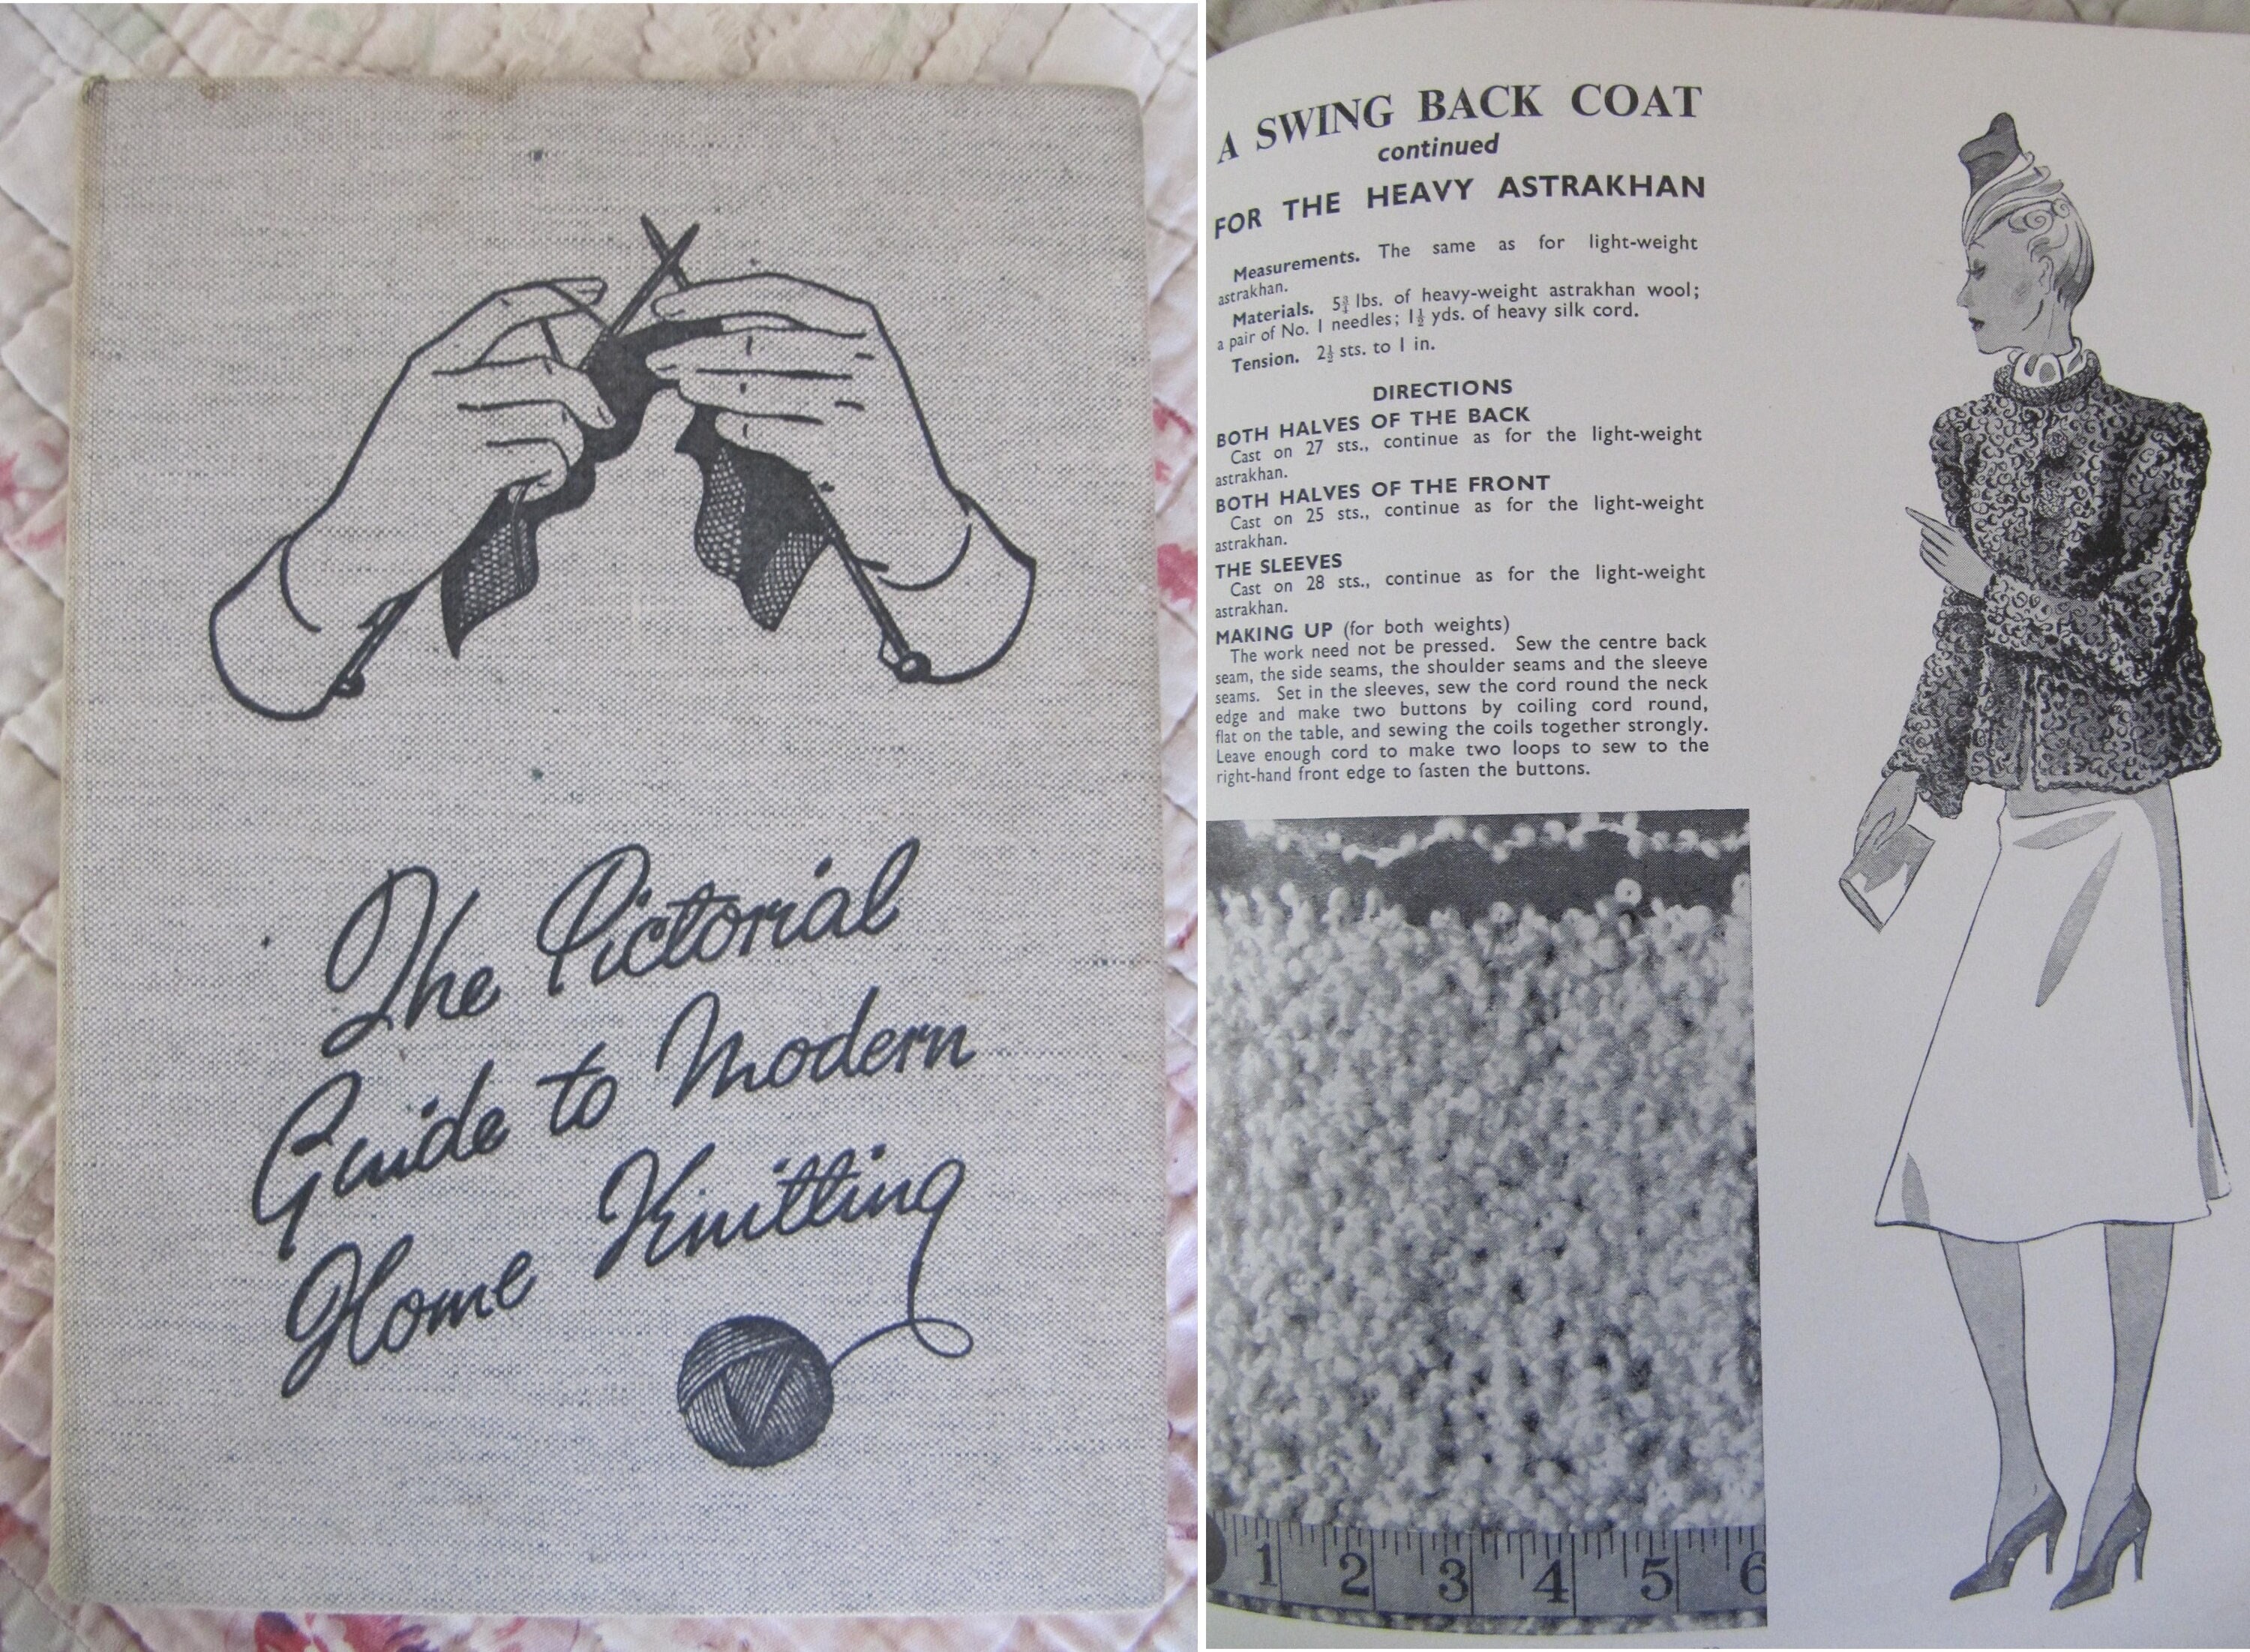 The Pictorial
Guide to Modern
Home Knitting
A SWING BACK COAT
continued
FOR THE HEAVY ASTRAKHAN
Measurements. The same as for light-weight
astrakhan.
Materials. 5¾ lbs. of heavy-weight astrakhan wool;
a pair of No. 1 needles; 1½ yds. of heavy silk cord.
Tension. 2½ sts. to 1 in.
DIRECTIONS
BOTH HALVES OF THE BACK
Cast on 27 sts., continue as for the light-weight
astrakhan.
BOTH HALVES OF THE FRONT
Cast on 25 sts., continue as for the light-weight
astrakhan.
THE SLEEVES
Cast on 28 sts., continue as for the light-weight
astrakhan.
MAKING UP (for both weights)
The work need not be pressed. Sew the centre back
seam, the side seams, the shoulder seams and the sleeve
seams. Set in the sleeves, sew the cord round the neck
edge and make two buttons by coiling cord round,
flat on the table, and sewing the coils together strongly.
Leave enough cord to make two loops to sew to the
right-hand front edge to fasten the buttons.
1 2 3 4 5 6